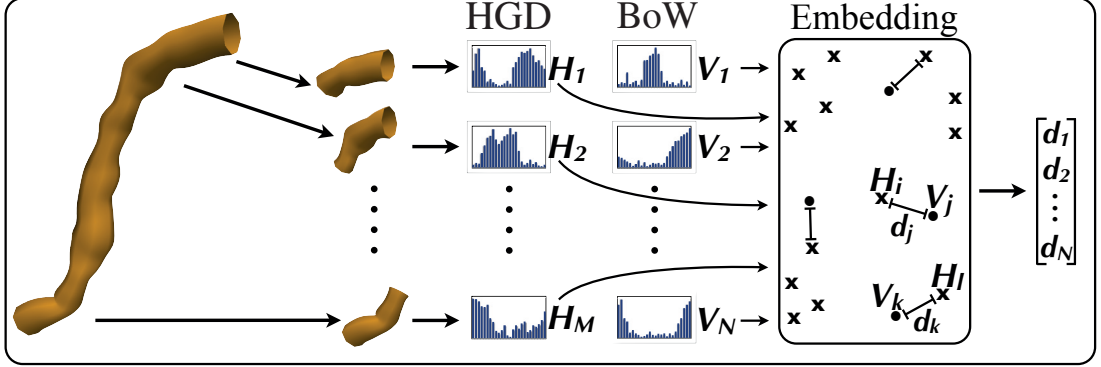 HGD BoW Embedding
H1 V1
H2 V2
HM VN
Hi Vj
dj
Hl
Vk
dk
d1
d2
dN